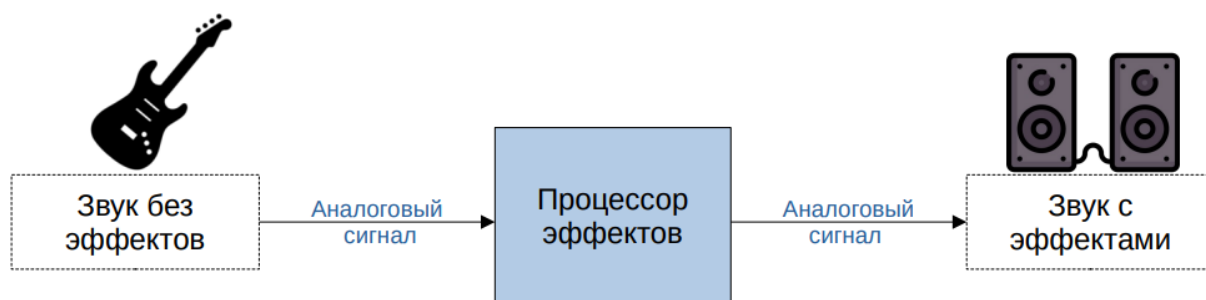 Звук без
эффектов
Аналоговый
сигнал
Процессор
эффектов
Аналоговый
сигнал
Звук с
эффектами